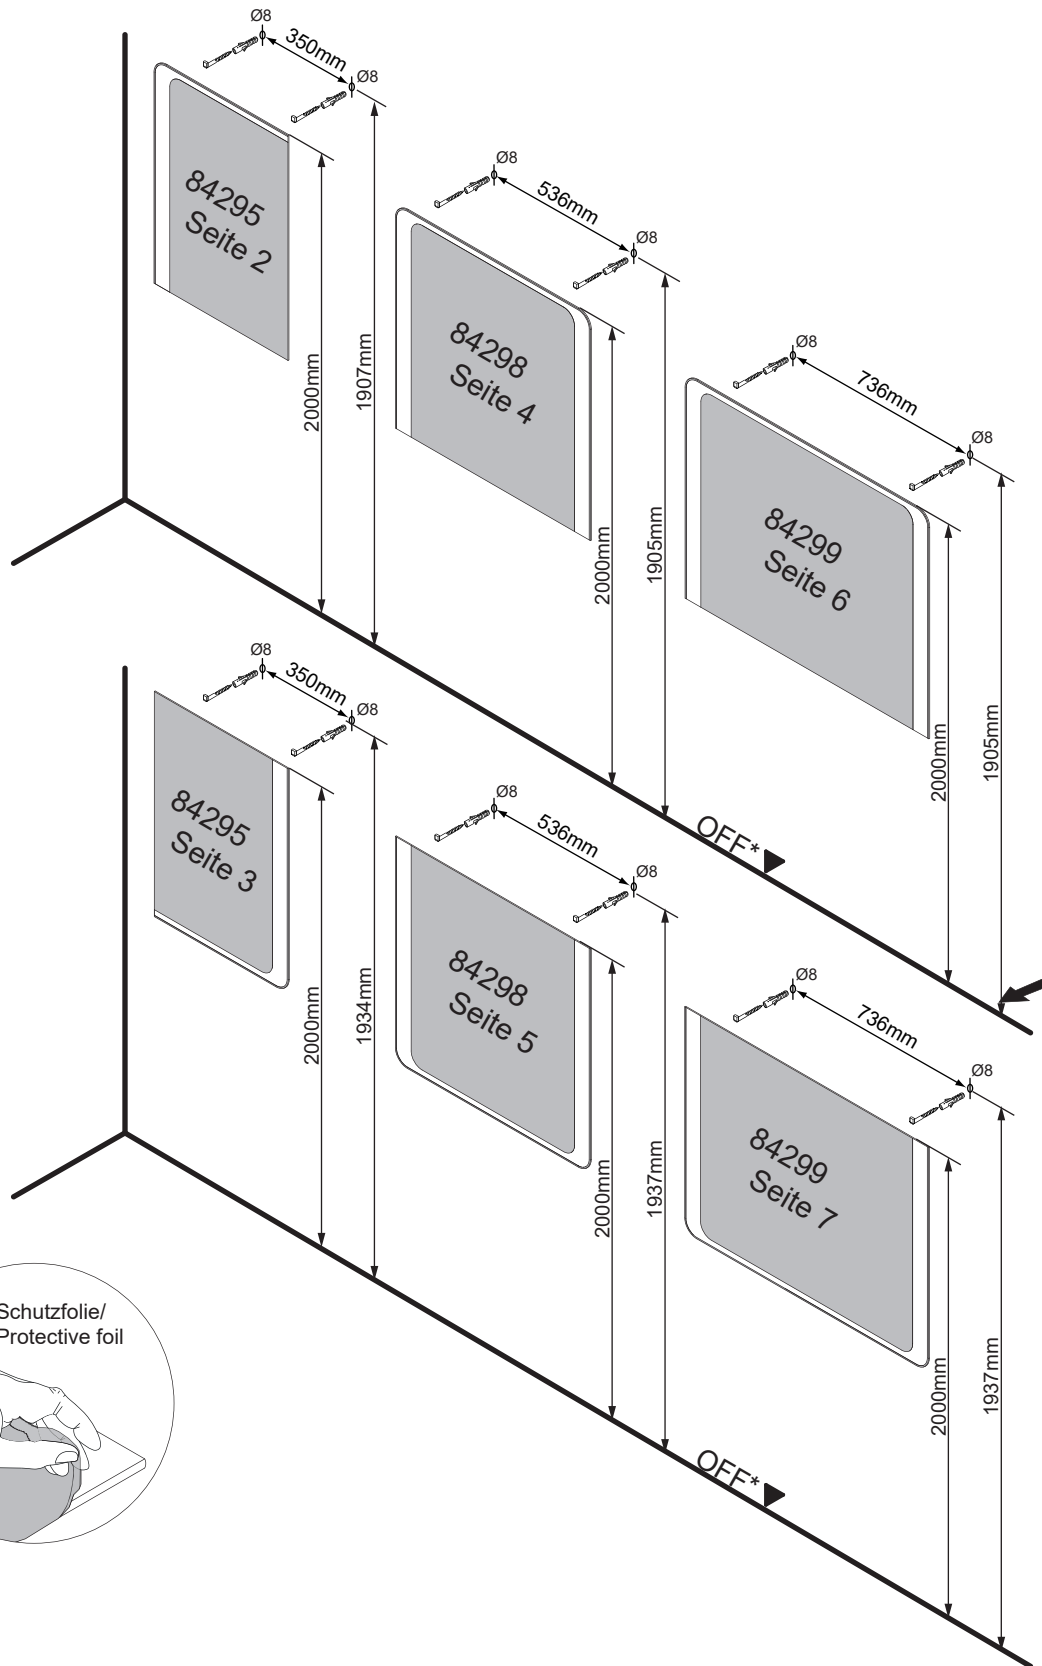 Ø8
350mm
Ø8
84295
Seite 2
2000mm
1907mm
Ø8
536mm
Ø8
84298
Seite 4
2000mm
1905mm
Ø8
736mm
Ø8
84299
Seite 6
2000mm
1905mm
OFF*
Ø8
350mm
Ø8
84295
Seite 3
2000mm
1934mm
Ø8
536mm
Ø8
84298
Seite 5
2000mm
1937mm
Ø8
736mm
Ø8
84299
Seite 7
2000mm
1937mm
OFF*
Schutzfolie/
Protective foil